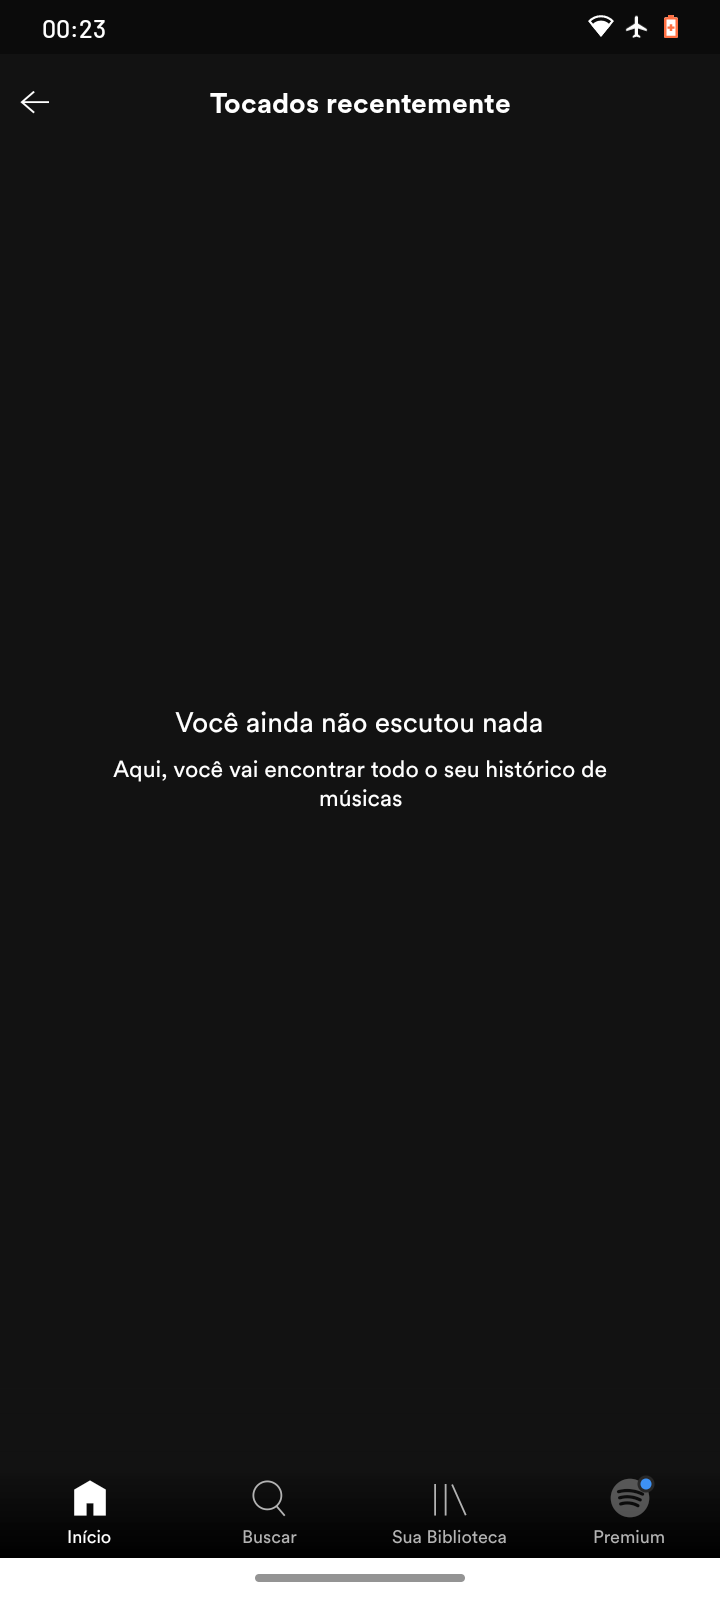 00:23
Tocados recentemente
Você ainda não escutou nada
Aqui, você vai encontrar todo o seu histórico de
músicas
Início
Buscar
Sua Biblioteca
Premium